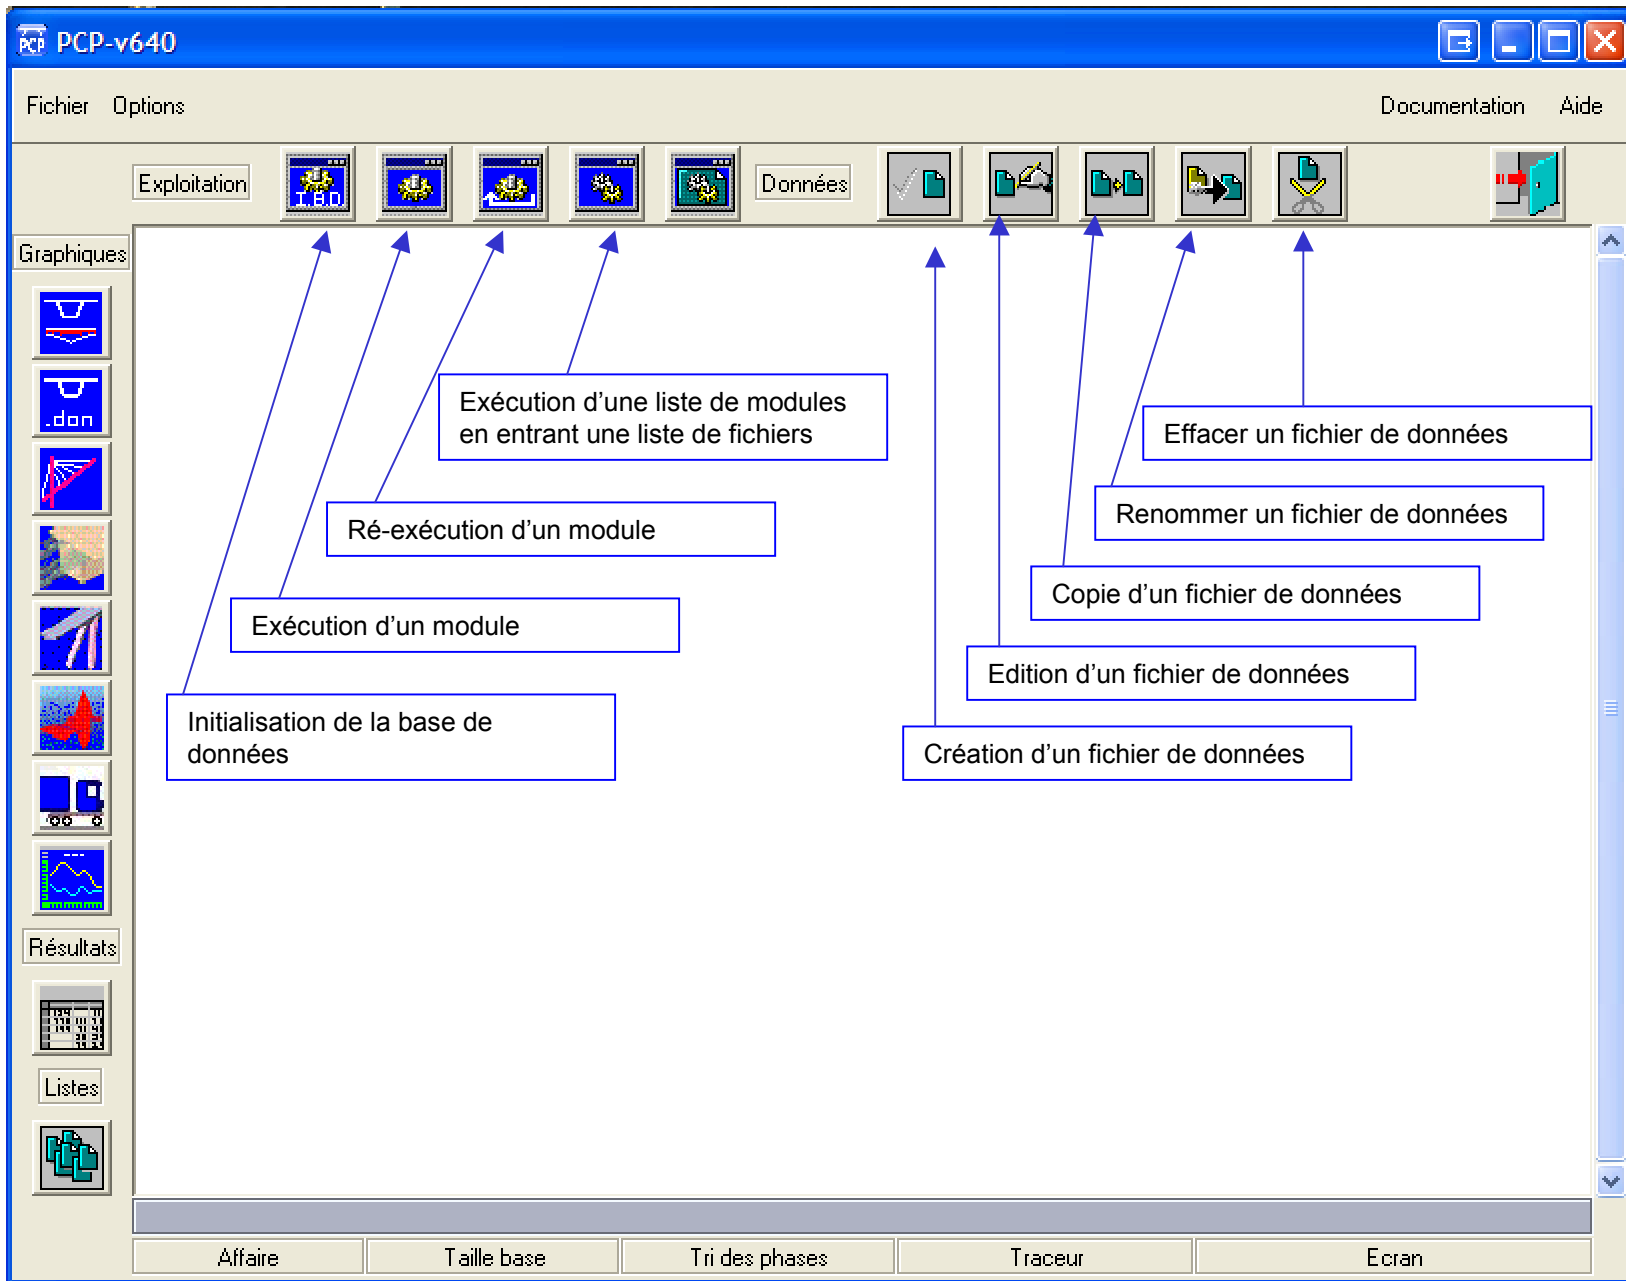 PCP PCP-v640
Fichier Options Documentation Aide
Exploitation I.B.D Données
Graphiques
.don
Exécution d'une liste de modules
en entrant une liste de fichiers
Effacer un fichier de données
Ré-exécution d'un module
Renommer un fichier de données
Copie d'un fichier de données
Exécution d'un module
Edition d'un fichier de données
Initialisation de la base de
données
Création d'un fichier de données
Résultats
Listes
Affaire Taille base Tri des phases Traceur Ecran